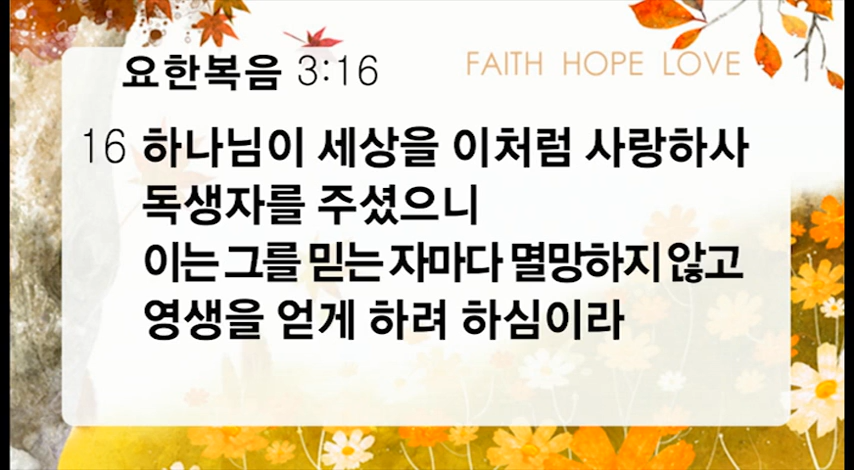 요한복음 3:16
FAITH HOPE LOVE
16 하나님이 세상을 이처럼 사랑하사
독생자를 주셨으니
이는 그를 믿는 자마다 멸망하지 않고
영생을 얻게 하려 하심이라